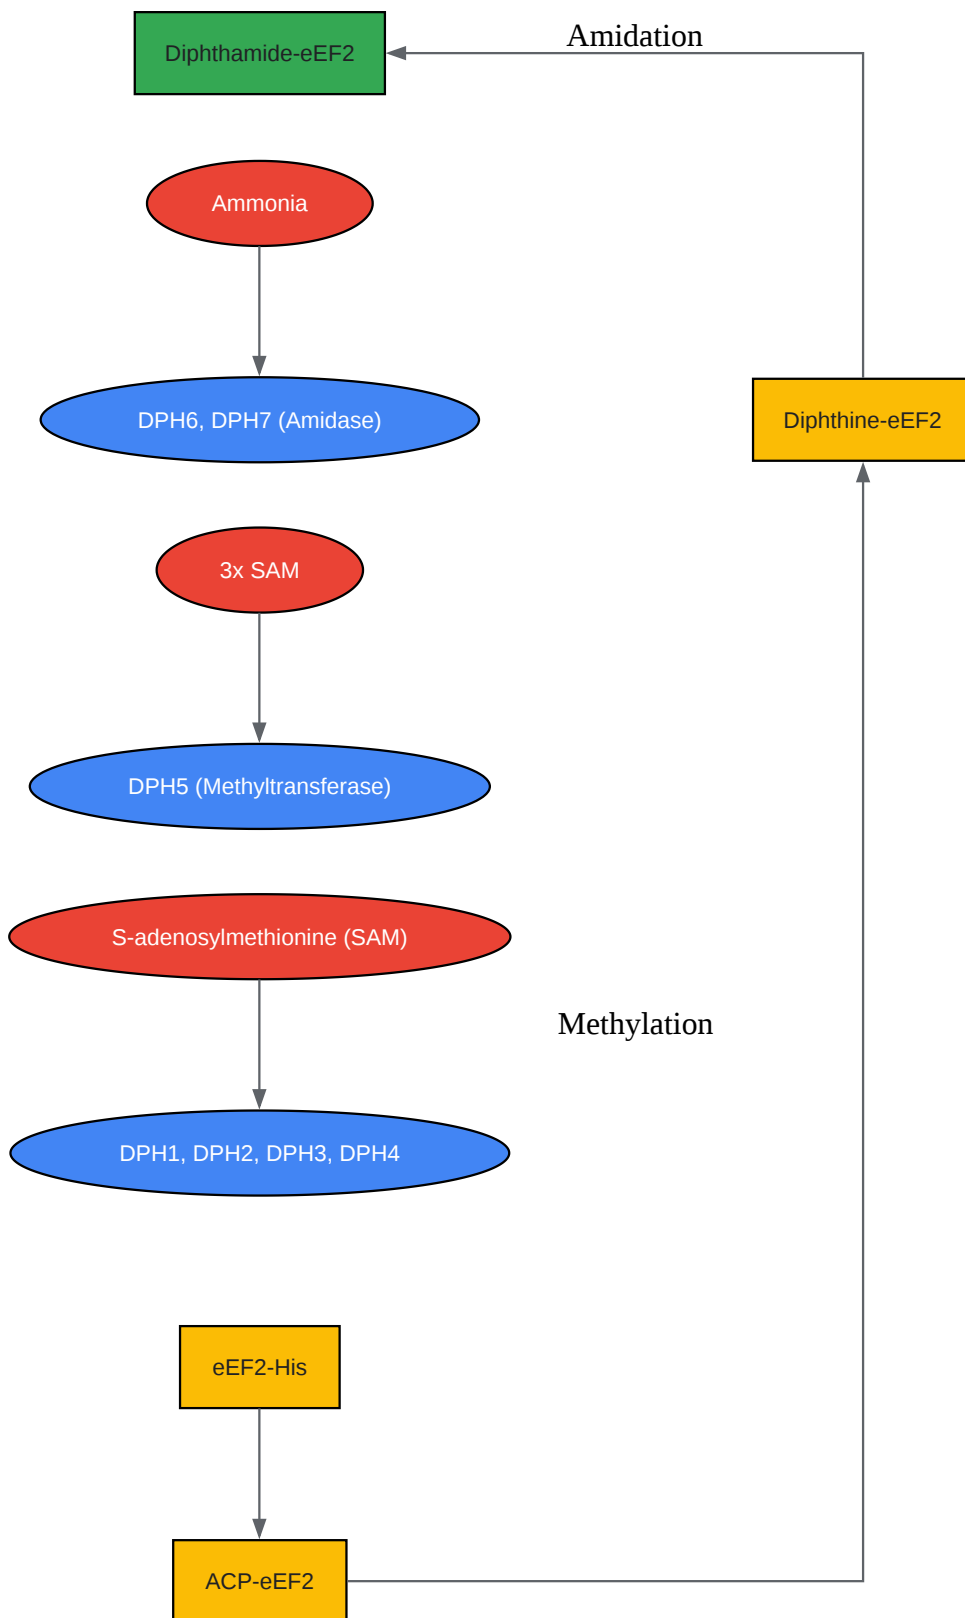 Diphthamide-eEF2
Amidation
Ammonia
DPH6, DPH7 (Amidase)
Diphthine-eEF2
3x SAM
DPH5 (Methyltransferase)
S-adenosylmethionine (SAM)
Methylation
DPH1, DPH2, DPH3, DPH4
eEF2-His
ACP-eEF2